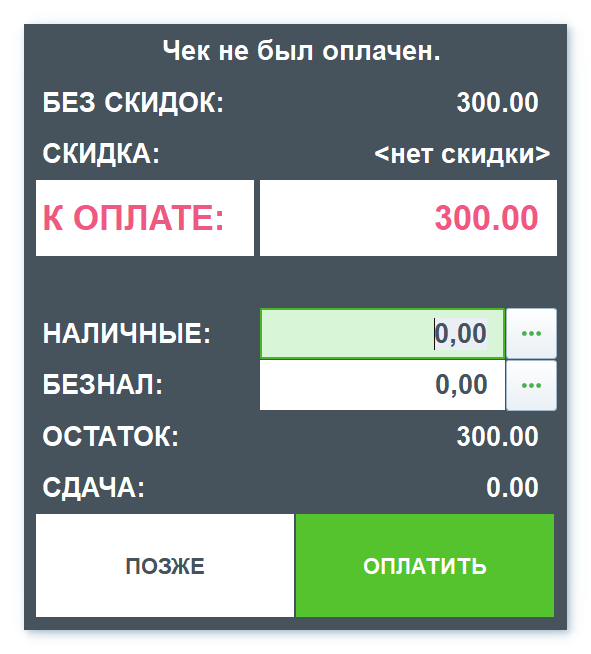 Чек не был оплачен.
БЕЗ СКИДОК: 300.00
СКИДКА: <нет скидки>
К ОПЛАТЕ: 300.00
НАЛИЧНЫЕ: 0,00 ...
БЕЗНАЛ: 0,00 ...
ОСТАТОК: 300.00
СДАЧА: 0.00
ПОЗЖЕ ОПЛАТИТЬ